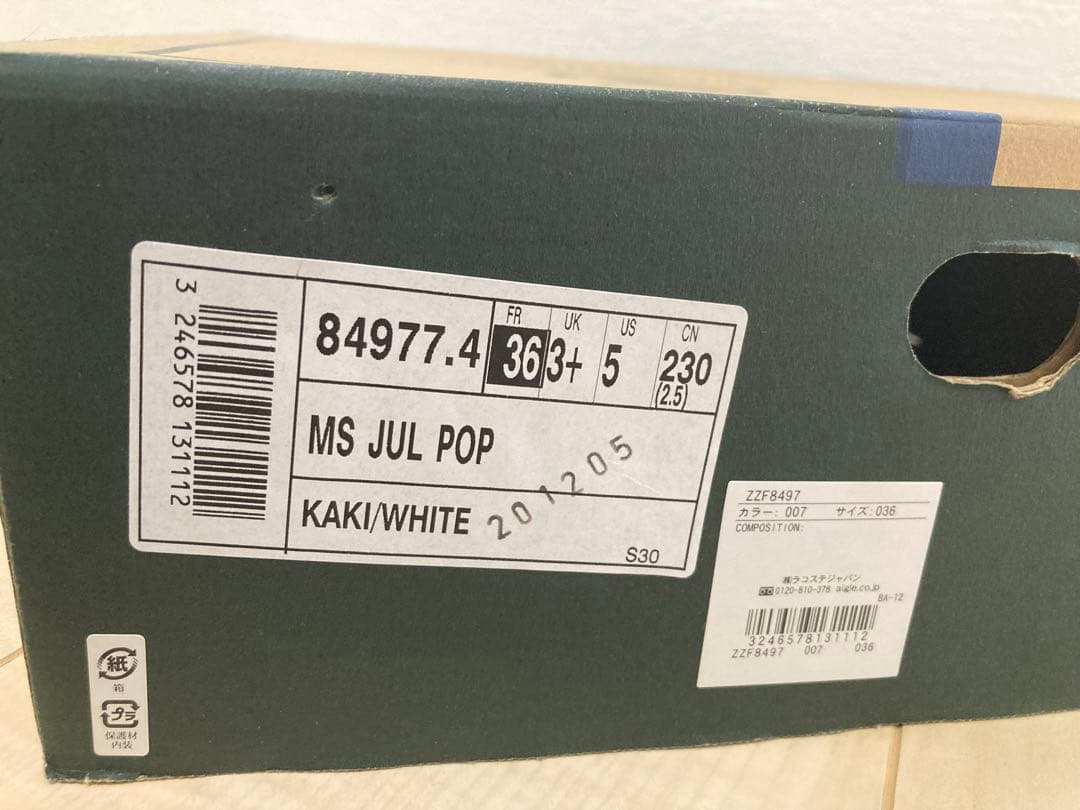 3 246578 131112
84977.4
FR
36
UK
3+
US
5
CN
230
(2.5)
MS JUL POP
KAKI/WHITE
201205
S30
ZZF8497
カラー: 007 サイズ:036
COMPOSITION:
㈱ラコステジャパン
0120-810-378 aigle.co.jp
BA-12
3246578131112
ZZF8497 007 036
紙
箱
プラ
保護材
内装